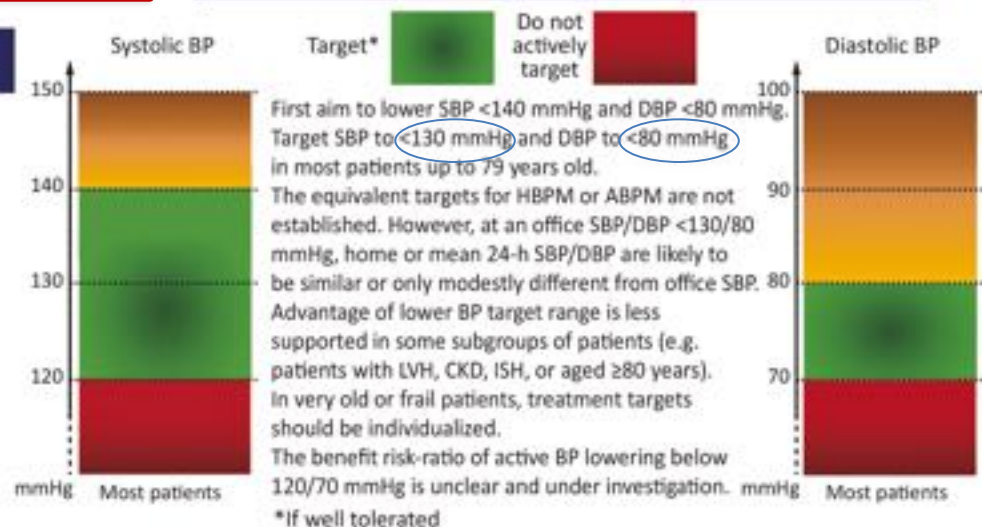 Systolic BP
Target*
Do not
actively
target
Diastolic BP
150
140
130
120
mmHg
Most patients
First aim to lower SBP <140 mmHg and DBP <80 mmHg.
Target SBP to <130 mmHg and DBP to <80 mmHg
in most patients up to 79 years old.
The equivalent targets for HBPM or ABPM are not
established. However, at an office SBP/DBP <130/80
mmHg, home or mean 24-h SBP/DBP are likely to
be similar or only modestly different from office SBP.
Advantage of lower BP target range is less
supported in some subgroups of patients (e.g.
patients with LVH, CKD, ISH, or aged ≥80 years).
In very old or frail patients, treatment targets
should be individualized.
The benefit risk-ratio of active BP lowering below
120/70 mmHg is unclear and under investigation.
*If well tolerated
100
90
80
70
mmHg
Most patients